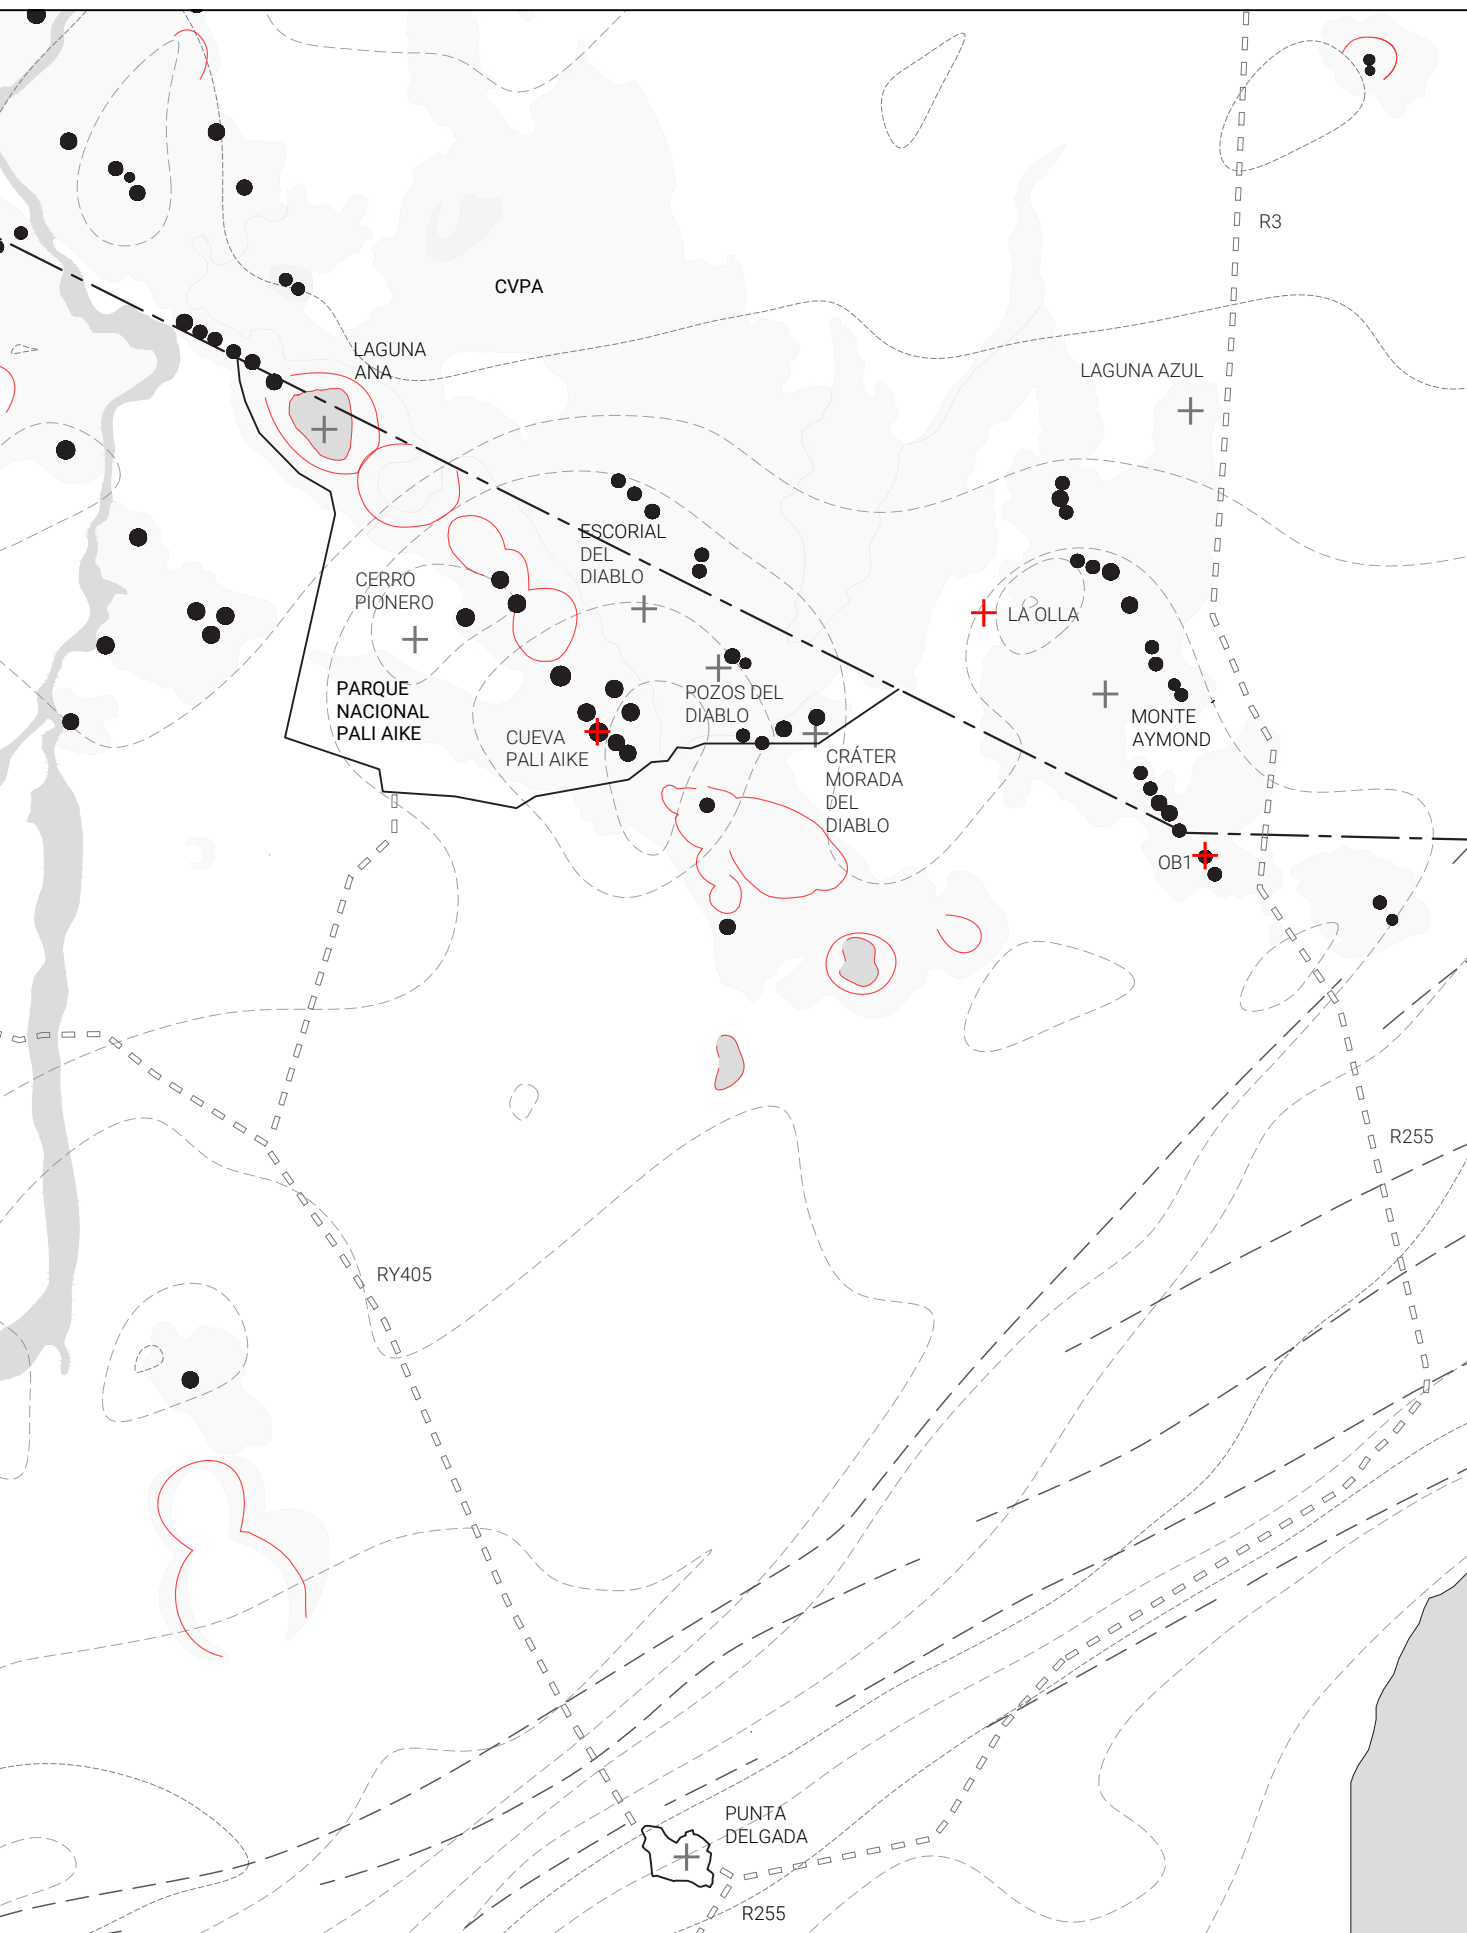 R3
CVPA
LAGUNA
ANA
LAGUNA AZUL
ESCORIAL
DEL
DIABLO
CERRO
PIONERO
LA OLLA
PARQUE
NACIONAL
PALI AIKE
POZOS DEL
DIABLO
MONTE
AYMOND
CUEVA
PALI AIKE
CRÁTER
MORADA
DEL
DIABLO
OB1
R255
RY405
PUNTA
DELGADA
R255